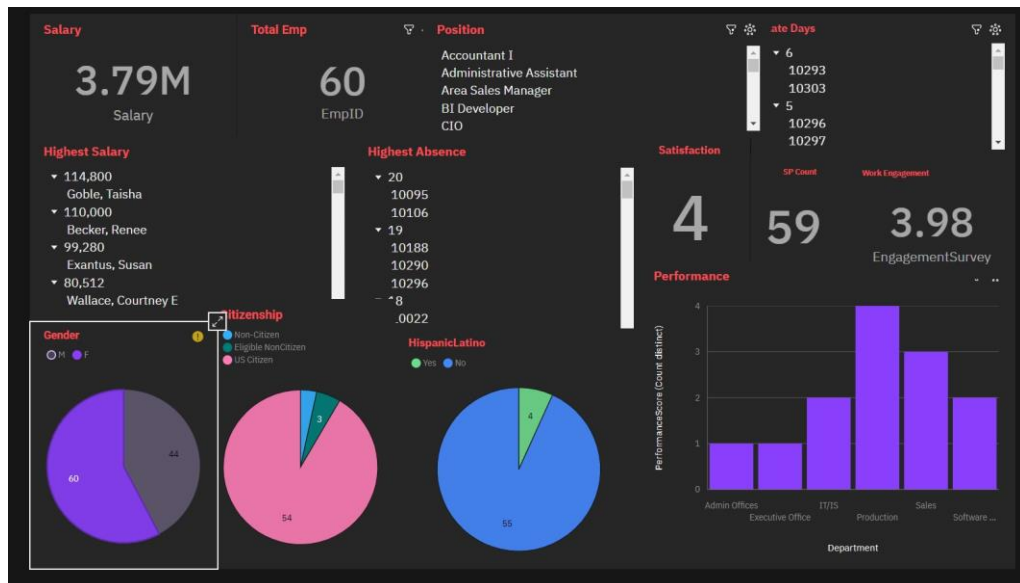 Salary
3.79M
Salary
Total Emp
60
EmpID
Position
Accountant I
Administrative Assistant
Area Sales Manager
BI Developer
CIO
ate Days
6
10293
10303
5
10296
10297
Highest Salary
114,800
Goble, Taisha
110,000
Becker, Renee
99,280
Exantus, Susan
80,512
Wallace, Courtney E
Highest Absence
20
10095
10106
19
10188
10290
10296
8
.0022
Satisfaction
4
SP Count
59
Work Engagement
3.98
EngagementSurvey
Gender
M F
44
60
Citizenship
Non-Citizen
Eligible NonCitizen
US Citizen
3
54
HispanicLatino
Yes No
4
55
Performance
PerformanceScore (Count distinct)
4
3
2
1
0
Admin Offices
Executive Office
IT/IS
Production
Sales
Software ...
Department